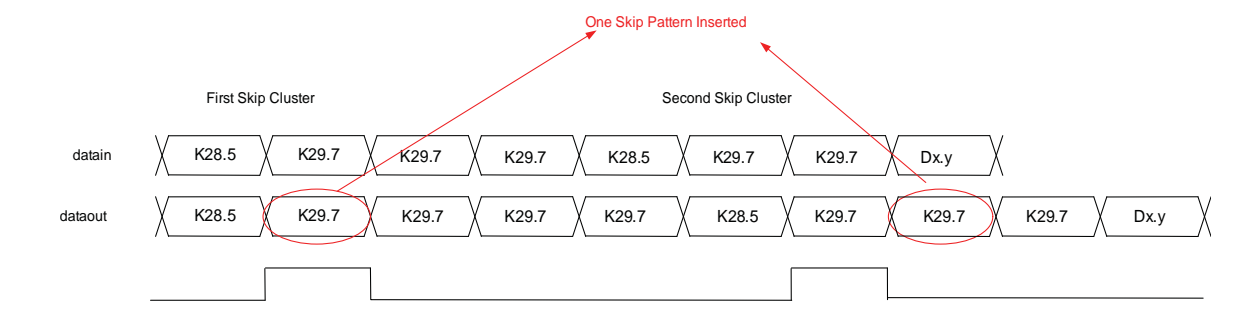 One Skip Pattern Inserted
First Skip Cluster Second Skip Cluster
datain K28.5 K29.7 K29.7 K29.7 K28.5 K29.7 K29.7 Dx.y
dataout K28.5 K29.7 K29.7 K29.7 K29.7 K28.5 K29.7 K29.7 K29.7 Dx.y